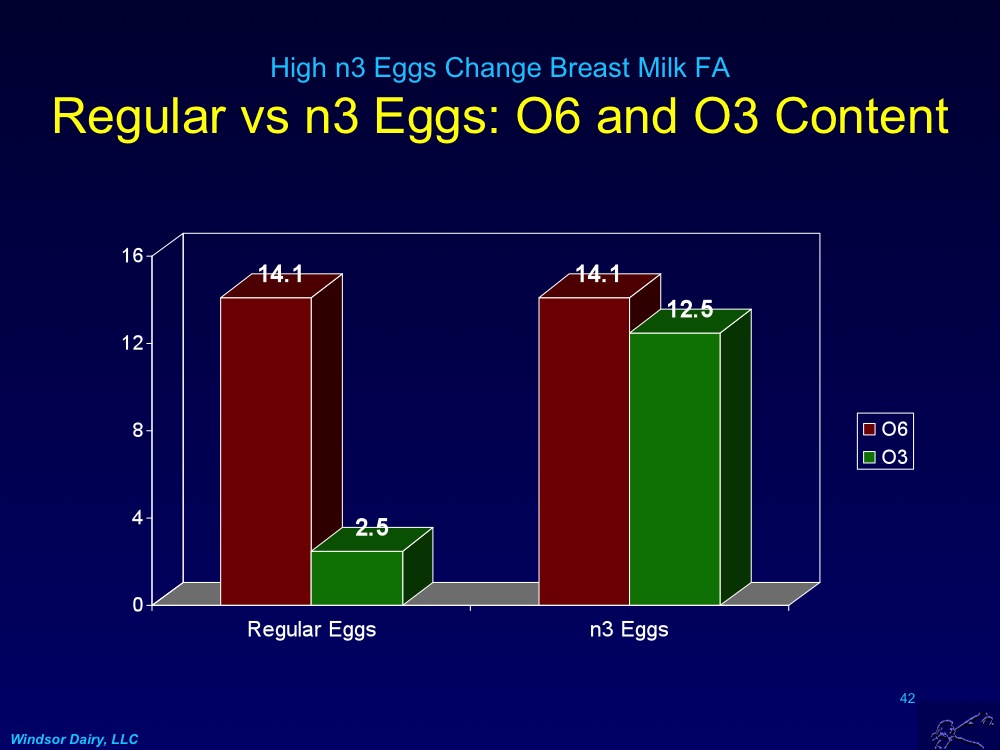 High n3 Eggs Change Breast Milk FA
Regular vs n3 Eggs: O6 and O3 Content
16
12
8
4
0
14.1
2.5
14.1
12.5
Regular Eggs
n3 Eggs
O6
O3
42
Windsor Dairy, LLC